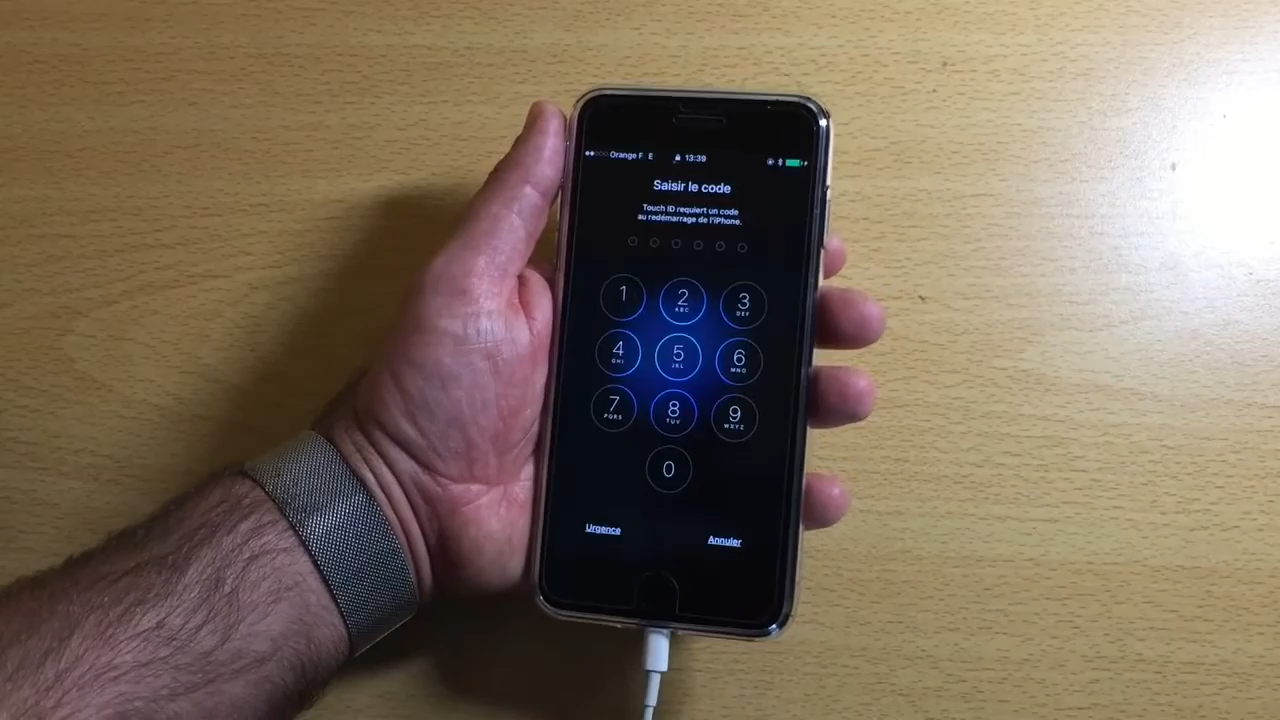 Orange F E 13:39
Saisir le code
Touch ID requiert un code
au redémarrage de l'iPhone.
1 2 3
ABC DEF
4 5 6
GHI JKL MNO
7 8 9
PQRS TUV WXYZ
0
Urgence Annuler